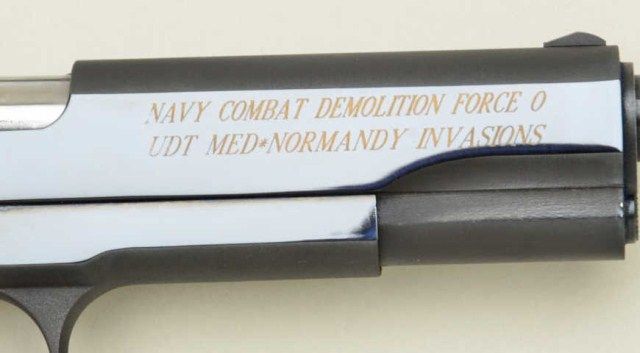 NAVY COMBAT DEMOLITION FORCE O
UDT MED*NORMANDY INVASIONS